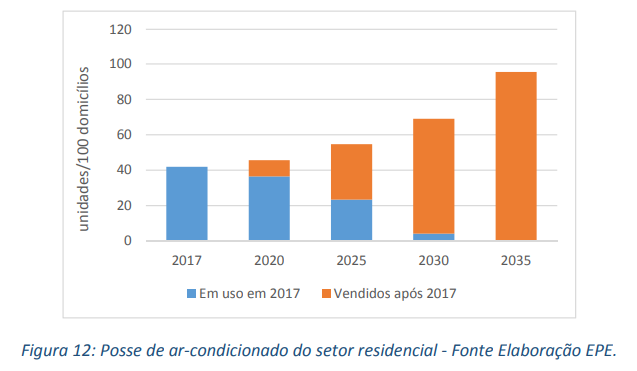 120
100
80
60
40
20
0
unidades/100 domicílios
2017 2020 2025 2030 2035
Em uso em 2017 Vendidos após 2017
Figura 12: Posse de ar-condicionado do setor residencial - Fonte Elaboração EPE.